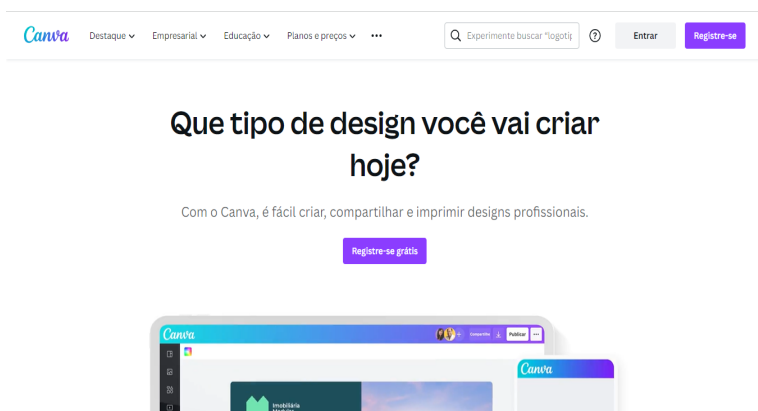 Canva
Destaque
Empresarial
Educação
Planos e preços
Experimente buscar "logotip
Entrar
Registre-se
Que tipo de design você vai criar
hoje?
Com o Canva, é fácil criar, compartilhar e imprimir designs profissionais.
Registre-se grátis
Canva
Compartilhe
Publicar
Canva
Imobiliária